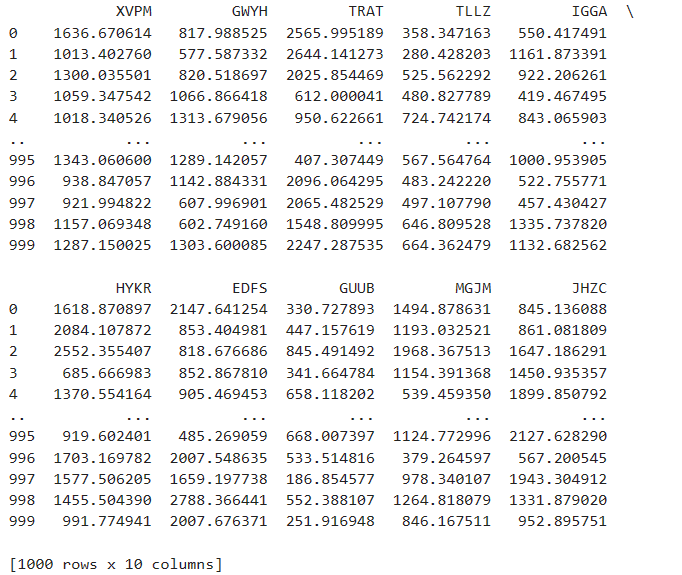 XVPM GWYH TRAT TLLZ IGGA \
0 1636.670614 817.988525 2565.995189 358.347163 550.417491
1 1013.402760 577.587332 2644.141273 280.428203 1161.873391
2 1300.035501 820.518697 2025.854469 525.562292 922.206261
3 1059.347542 1066.866418 612.000041 480.827789 419.467495
4 1018.340526 1313.679056 950.622661 724.742174 843.065903
.. ... ... ... ... ...
995 1343.060600 1289.142057 407.307449 567.564764 1000.953905
996 938.847057 1142.884331 2096.064295 483.242220 522.755771
997 921.994822 607.996901 2065.482529 497.107790 457.430427
998 1157.069348 602.749160 1548.809995 646.809528 1335.737820
999 1287.150025 1303.600085 2247.287535 664.362479 1132.682562
HYKR EDFS GUUB MGJM JHZC
0 1618.870897 2147.641254 330.727893 1494.878631 845.136088
1 2084.107872 853.404981 447.157619 1193.032521 861.081809
2 2552.355407 818.676686 845.491492 1968.367513 1647.186291
3 685.666983 852.867810 341.664784 1154.391368 1450.935357
4 1370.554164 905.469453 658.118202 539.459350 1899.850792
.. ... ... ... ... ...
995 919.602401 485.269059 668.007397 1124.772996 2127.628290
996 1703.169782 2007.548635 533.514816 379.264597 567.200545
997 1577.506205 1659.197738 186.854577 978.340107 1943.304912
998 1455.504390 2788.366441 552.388107 1264.818079 1331.879020
999 991.774941 2007.676371 251.916948 846.167511 952.895751
[1000 rows x 10 columns]